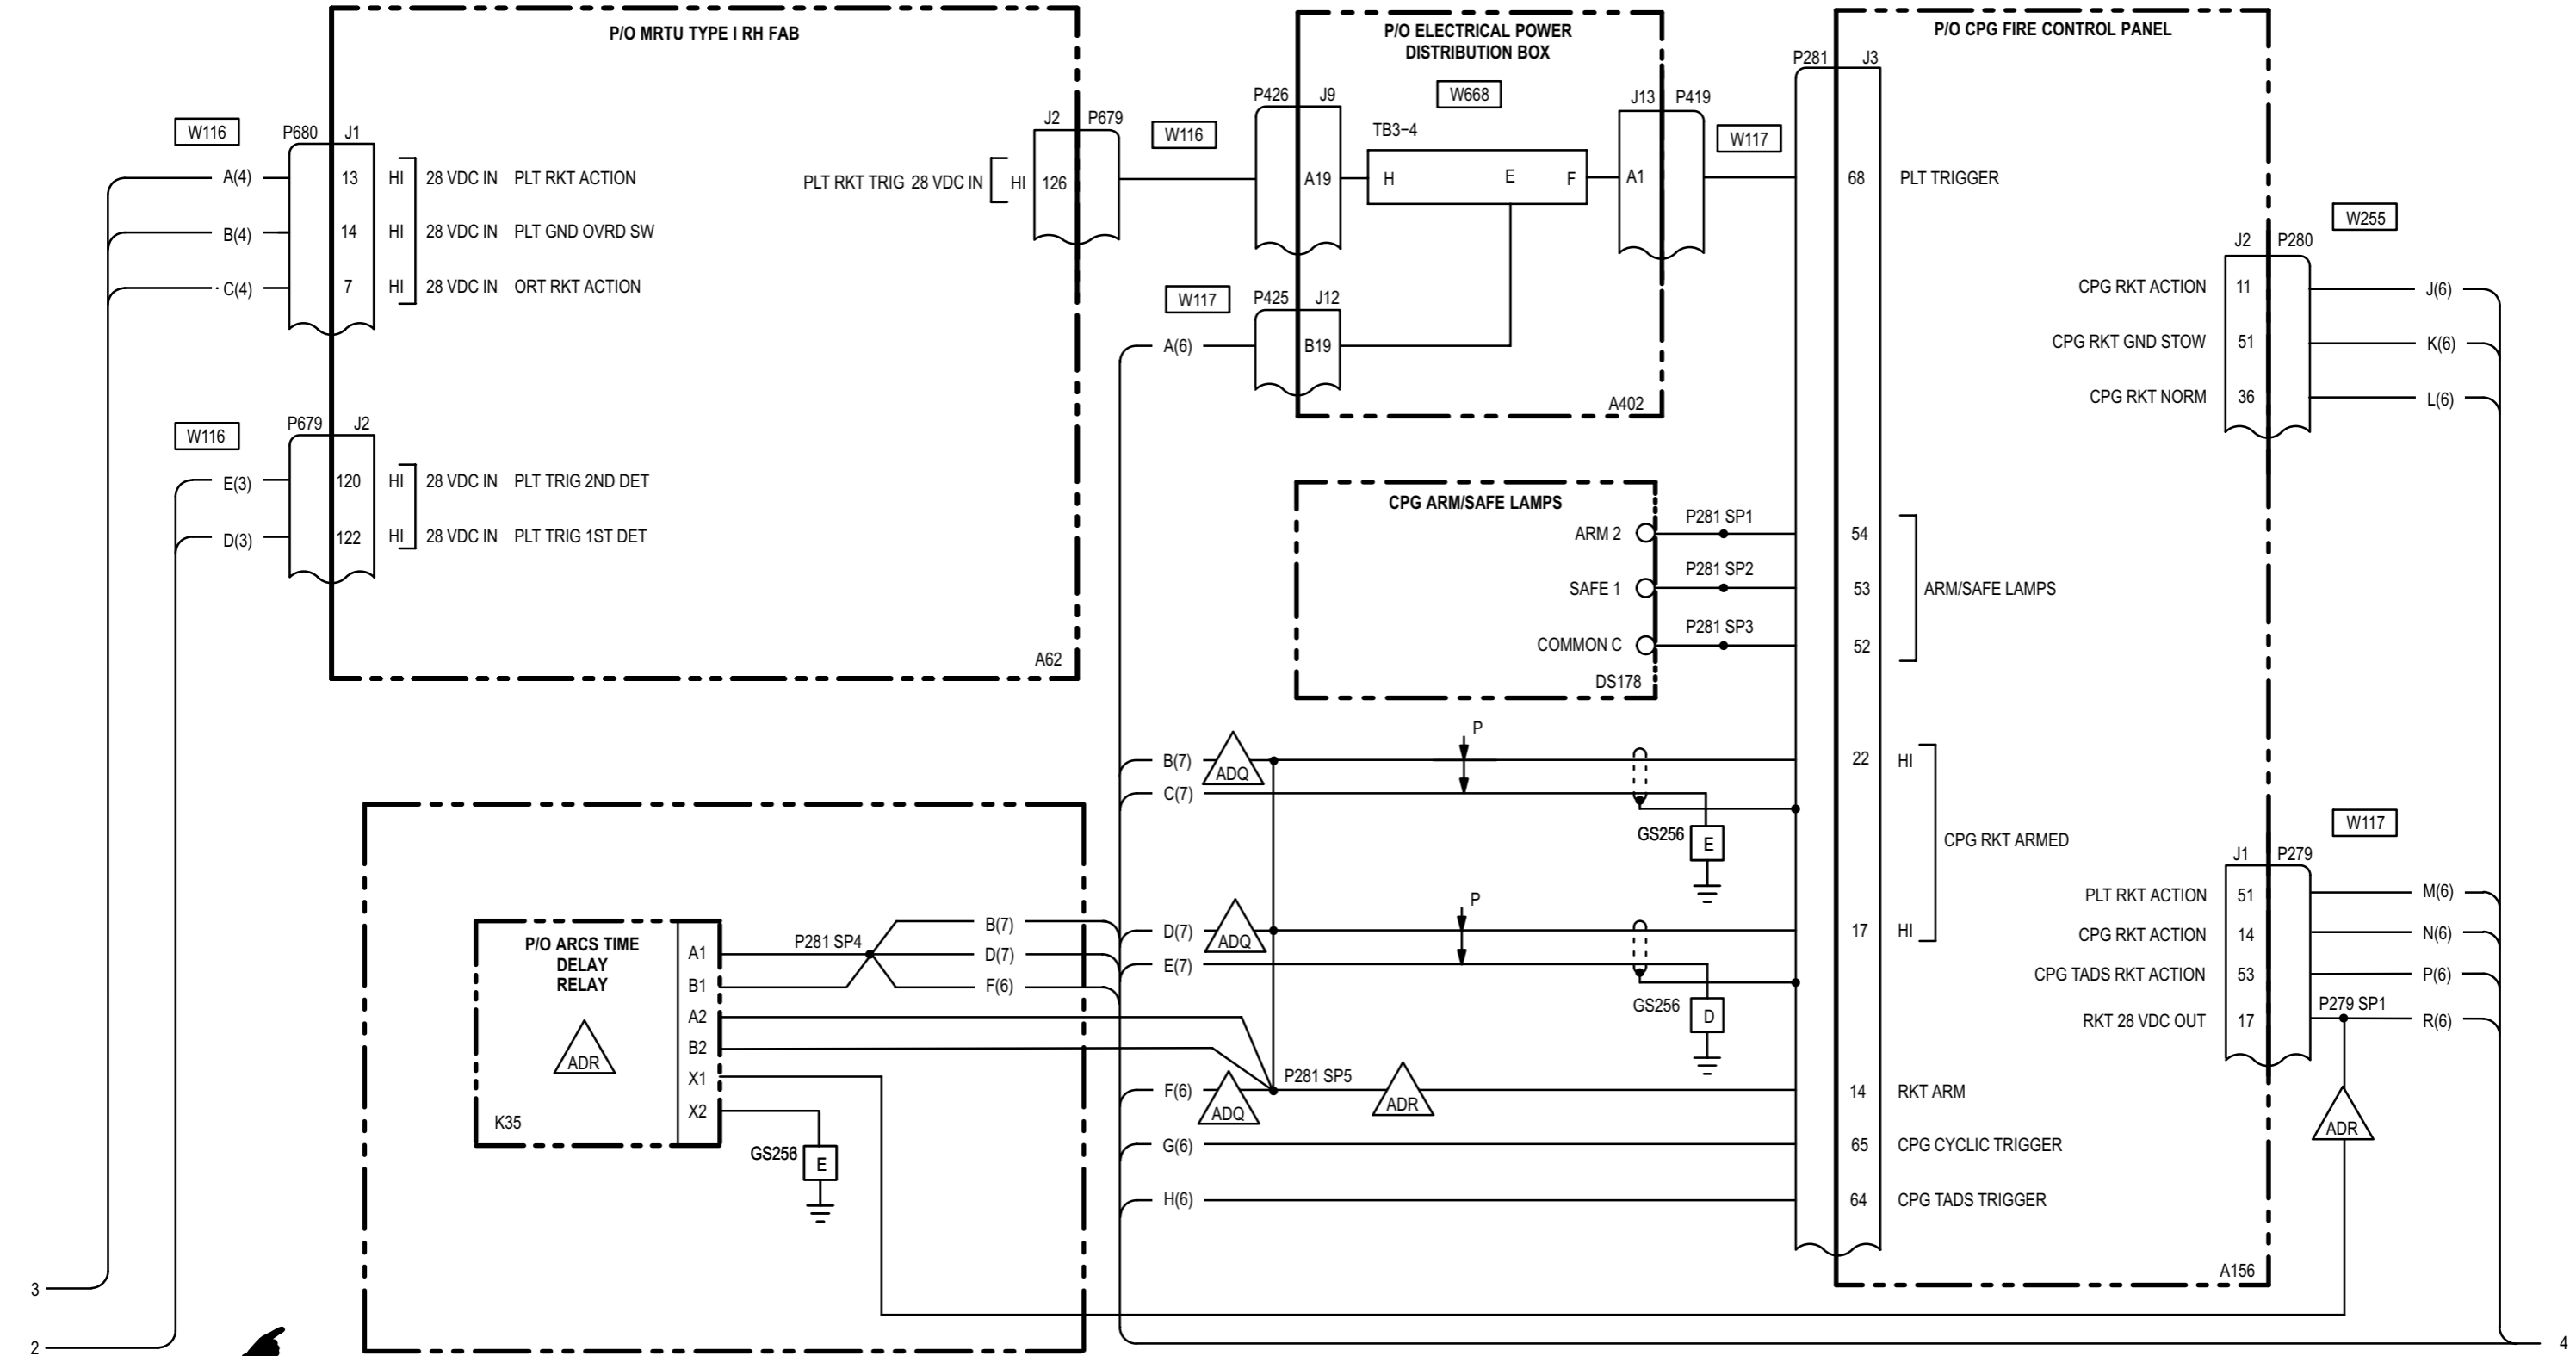 P/O MRTU TYPE I RH FAB
W116
P680
J1
A(4)
13
HI
28 VDC IN
PLT RKT ACTION
B(4)
14
HI
28 VDC IN
PLT GND OVRD SW
C(4)
7
HI
28 VDC IN
ORT RKT ACTION
J2
P679
PLT RKT TRIG
28 VDC IN
HI
126
W116
W116
P679
J2
E(3)
120
HI
28 VDC IN
PLT TRIG 2ND DET
D(3)
122
HI
28 VDC IN
PLT TRIG 1ST DET
A62
P/O ELECTRICAL POWER
DISTRIBUTION BOX
W668
P426
J9
J13
P419
TB3-4
A19
H
E
F
A1
W117
W117
P425
J12
A(6)
B19
A402
CPG ARM/SAFE LAMPS
ARM 2
P281 SP1
SAFE 1
P281 SP2
COMMON C
P281 SP3
DS178
P/O CPG FIRE CONTROL PANEL
P281
J3
68
PLT TRIGGER
W255
J2
P280
CPG RKT ACTION
11
J(6)
CPG RKT GND STOW
51
K(6)
CPG RKT NORM
36
L(6)
54
53
ARM/SAFE LAMPS
52
B(7)
ADQ
P
22
HI
C(7)
GS256
E
CPG RKT ARMED
D(7)
ADQ
P
17
HI
E(7)
GS256
D
W117
J1
P279
PLT RKT ACTION
51
M(6)
CPG RKT ACTION
14
N(6)
CPG TADS RKT ACTION
53
P(6)
P279 SP1
RKT 28 VDC OUT
17
R(6)
ADR
P/O ARCS TIME
DELAY
RELAY
ADR
K35
A1
B1
A2
B2
X1
X2
P281 SP4
B(7)
D(7)
F(6)
GS256
E
F(6)
ADQ
P281 SP5
ADR
14
RKT ARM
G(6)
65
CPG CYCLIC TRIGGER
H(6)
64
CPG TADS TRIGGER
A156
3
2
4